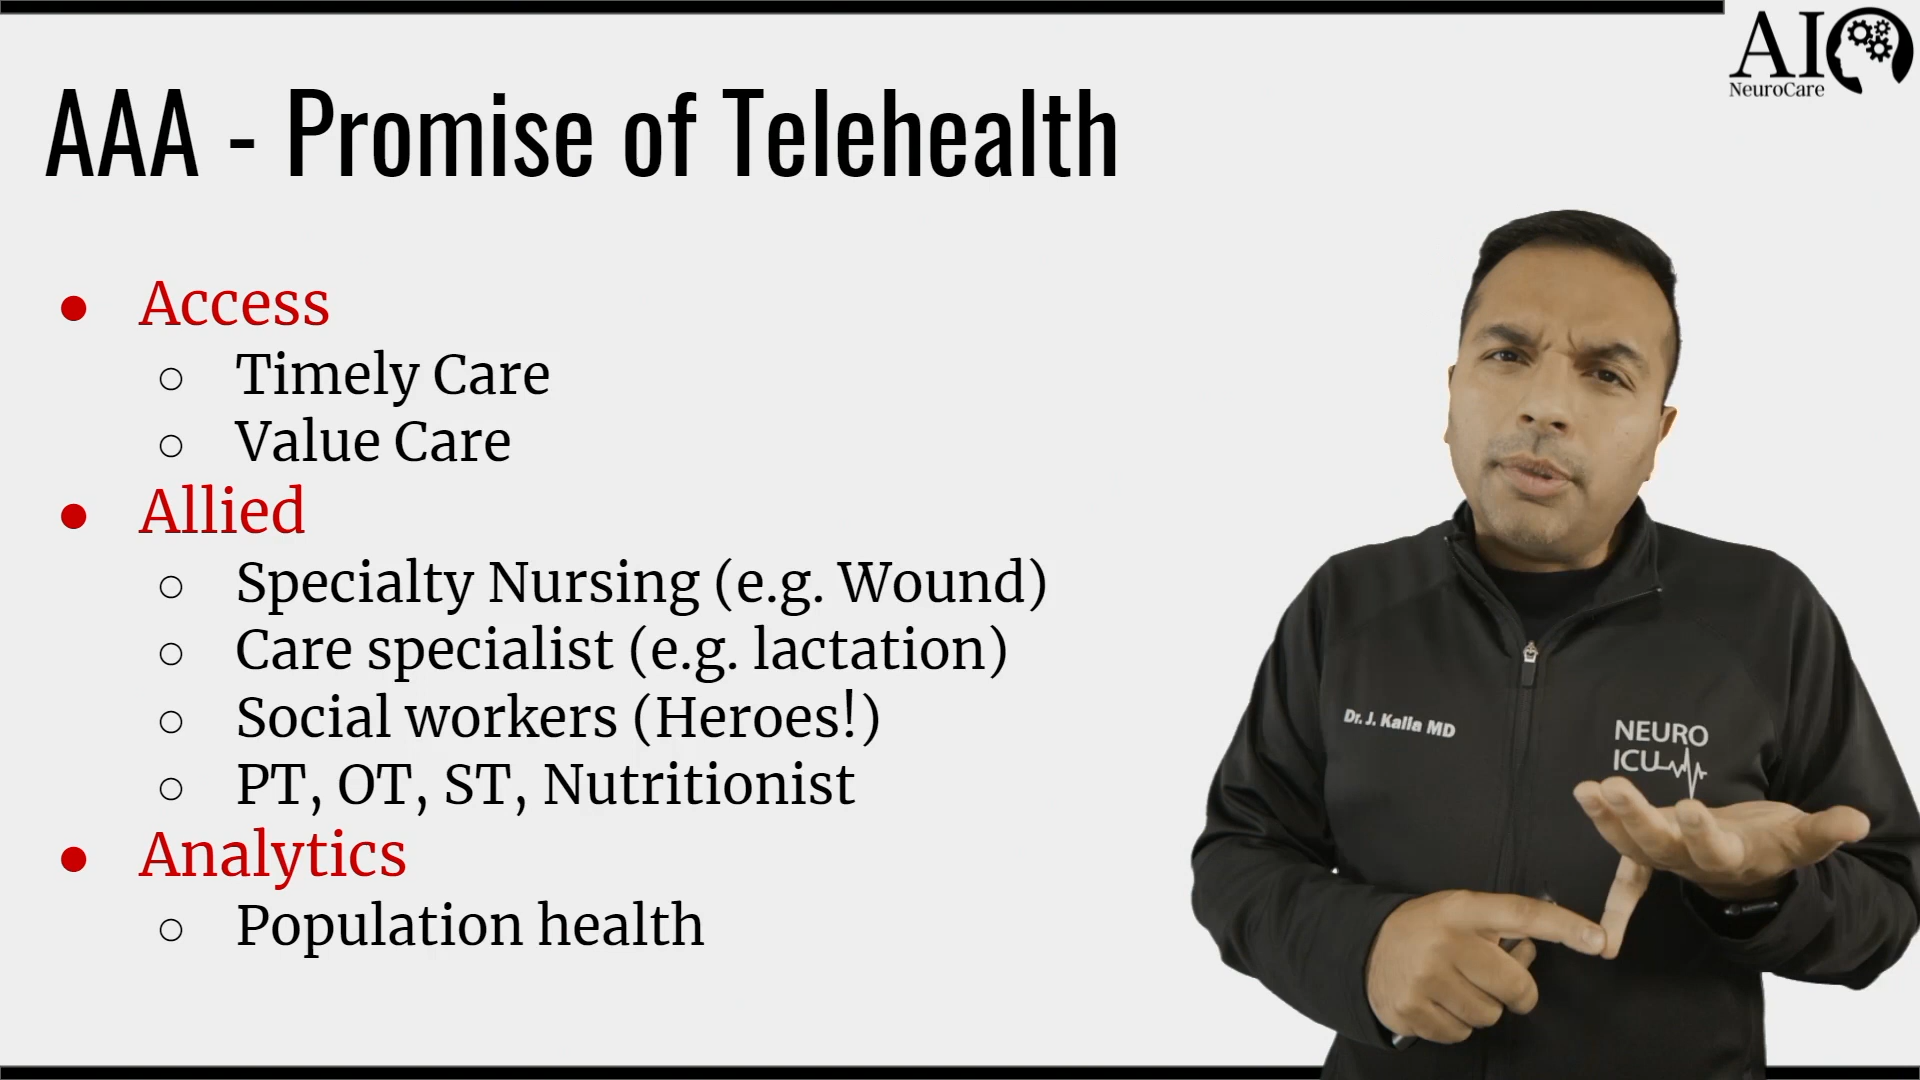 AI
NeuroCare
AAA - Promise of Telehealth
● Access
○ Timely Care
○ Value Care
● Allied
○ Specialty Nursing (e.g. Wound)
○ Care specialist (e.g. lactation)
○ Social workers (Heroes!)
○ PT, OT, ST, Nutritionist
● Analytics
○ Population health
Dr. J. Kalia MD
NEURO
ICU